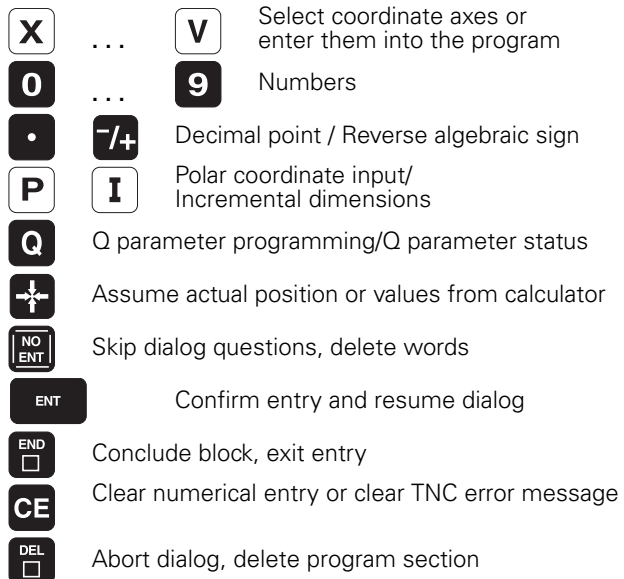 X ... V Select coordinate axes or
enter them into the program
0 ... 9 Numbers
· −/+ Decimal point / Reverse algebraic sign
P I Polar coordinate input/
Incremental dimensions
Q Q parameter programming/Q parameter status
Assume actual position or values from calculator
NO
ENT Skip dialog questions, delete words
ENT Confirm entry and resume dialog
END
Conclude block, exit entry
CE Clear numerical entry or clear TNC error message
DEL
Abort dialog, delete program section